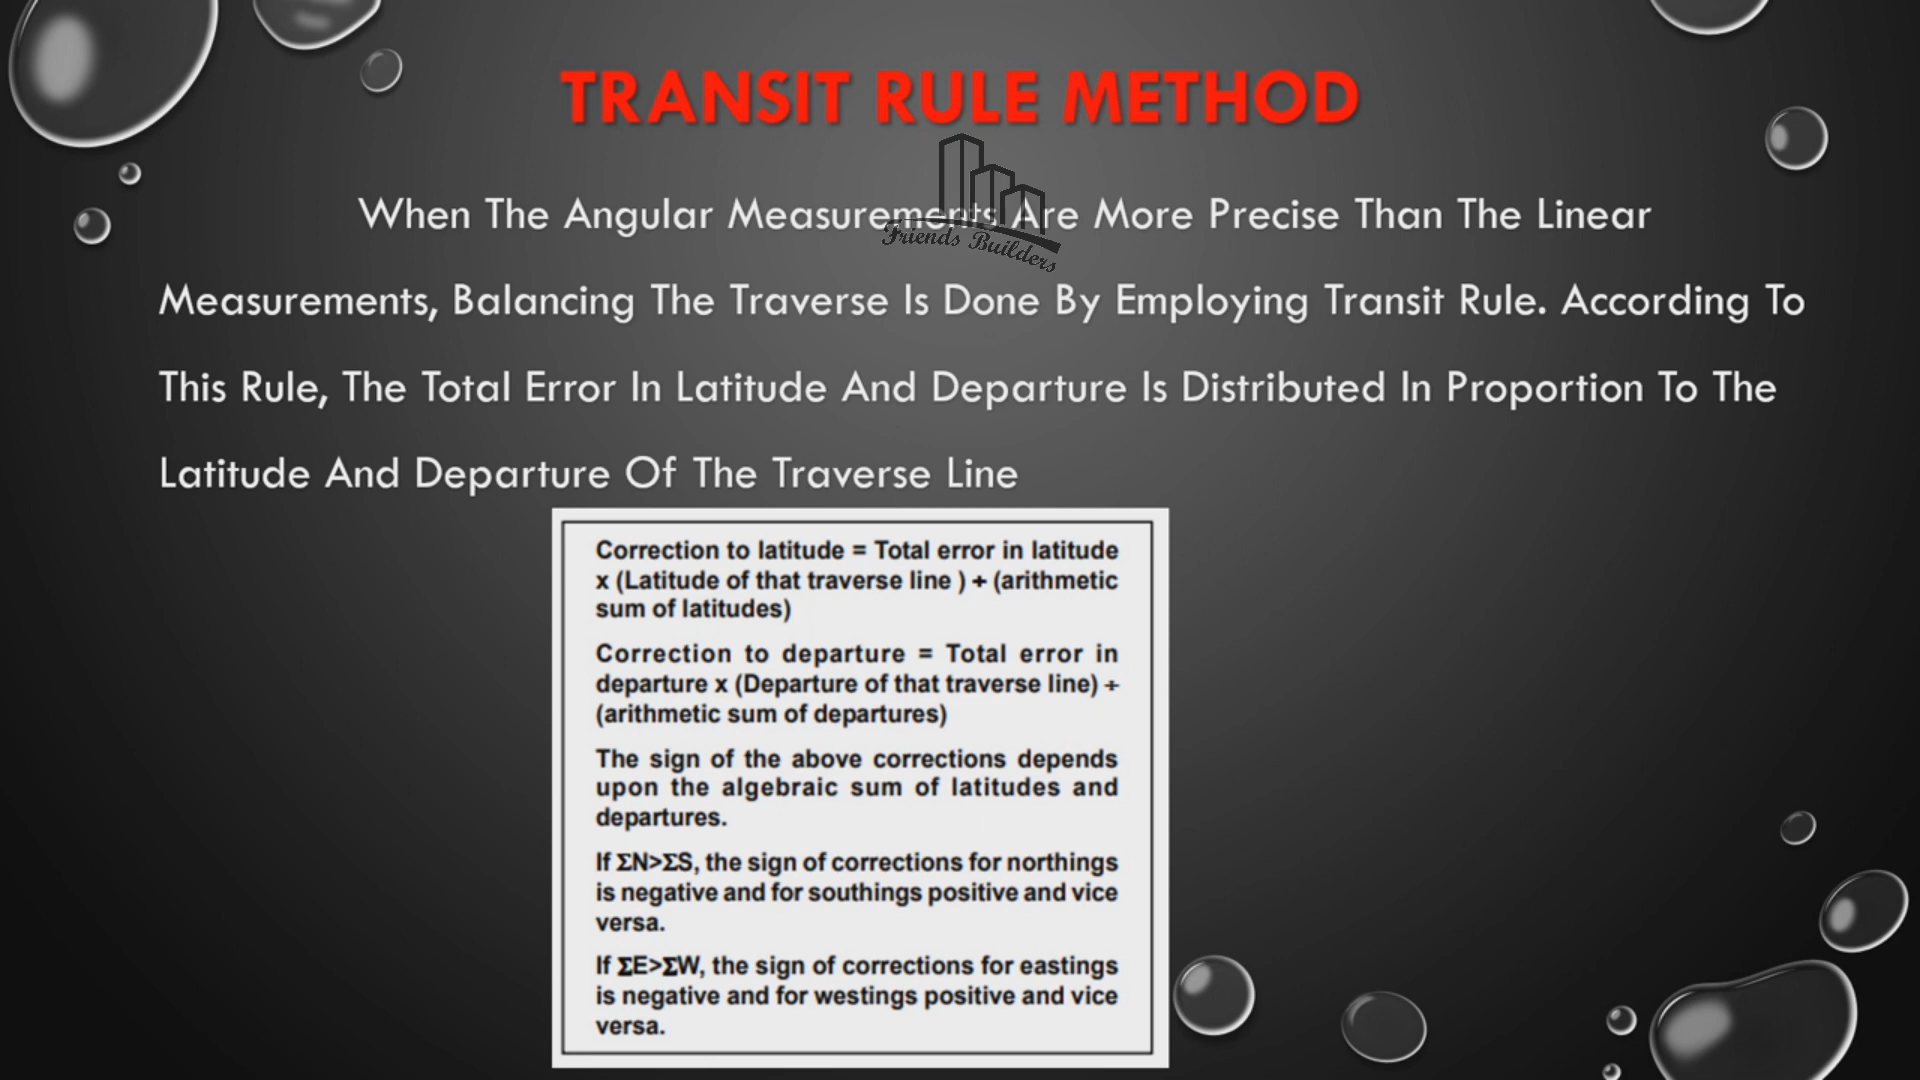 TRANSIT RULE METHOD
When The Angular Measurements Are More Precise Than The Linear
Friends Builders
Measurements, Balancing The Traverse Is Done By Employing Transit Rule. According To
This Rule, The Total Error In Latitude And Departure Is Distributed In Proportion To The
Latitude And Departure Of The Traverse Line
Correction to latitude = Total error in latitude
x (Latitude of that traverse line ) ÷ (arithmetic
sum of latitudes)
Correction to departure = Total error in
departure x (Departure of that traverse line) ÷
(arithmetic sum of departures)
The sign of the above corrections depends
upon the algebraic sum of latitudes and
departures.
If ΣN>ΣS, the sign of corrections for northings
is negative and for southings positive and vice
versa.
If ΣE>ΣW, the sign of corrections for eastings
is negative and for westings positive and vice
versa.